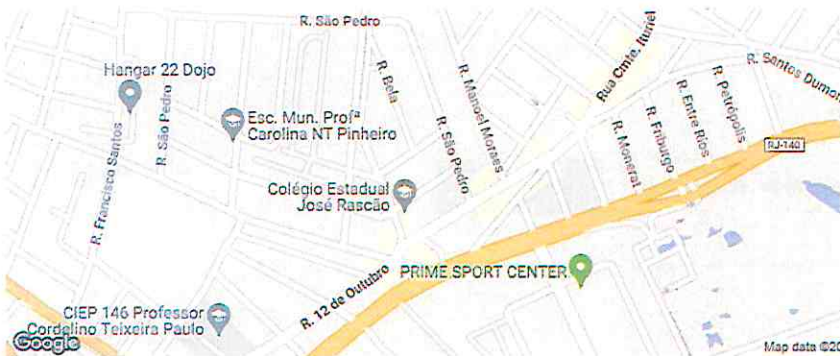 R. São Pedro
Hangar 22 Dojo
R. Francisco Santos
R. São Pedro
Esc. Mun. Profª
Carolina NT Pinheiro
R. Bela
R. Manoel Moraes
R. São Pedro
Rua Cmte. Ituriel
R. Santos Dumon
R. Petrópolis
R. Entre Rios
R. Friburgo
R. Monerat
RJ-140
Colégio Estadual
José Rascão
PRIME SPORT CENTER
R. 12 de Outubro
CIEP 146 Professor
Cordelino Teixeira Paulo
Google
Map data ©20